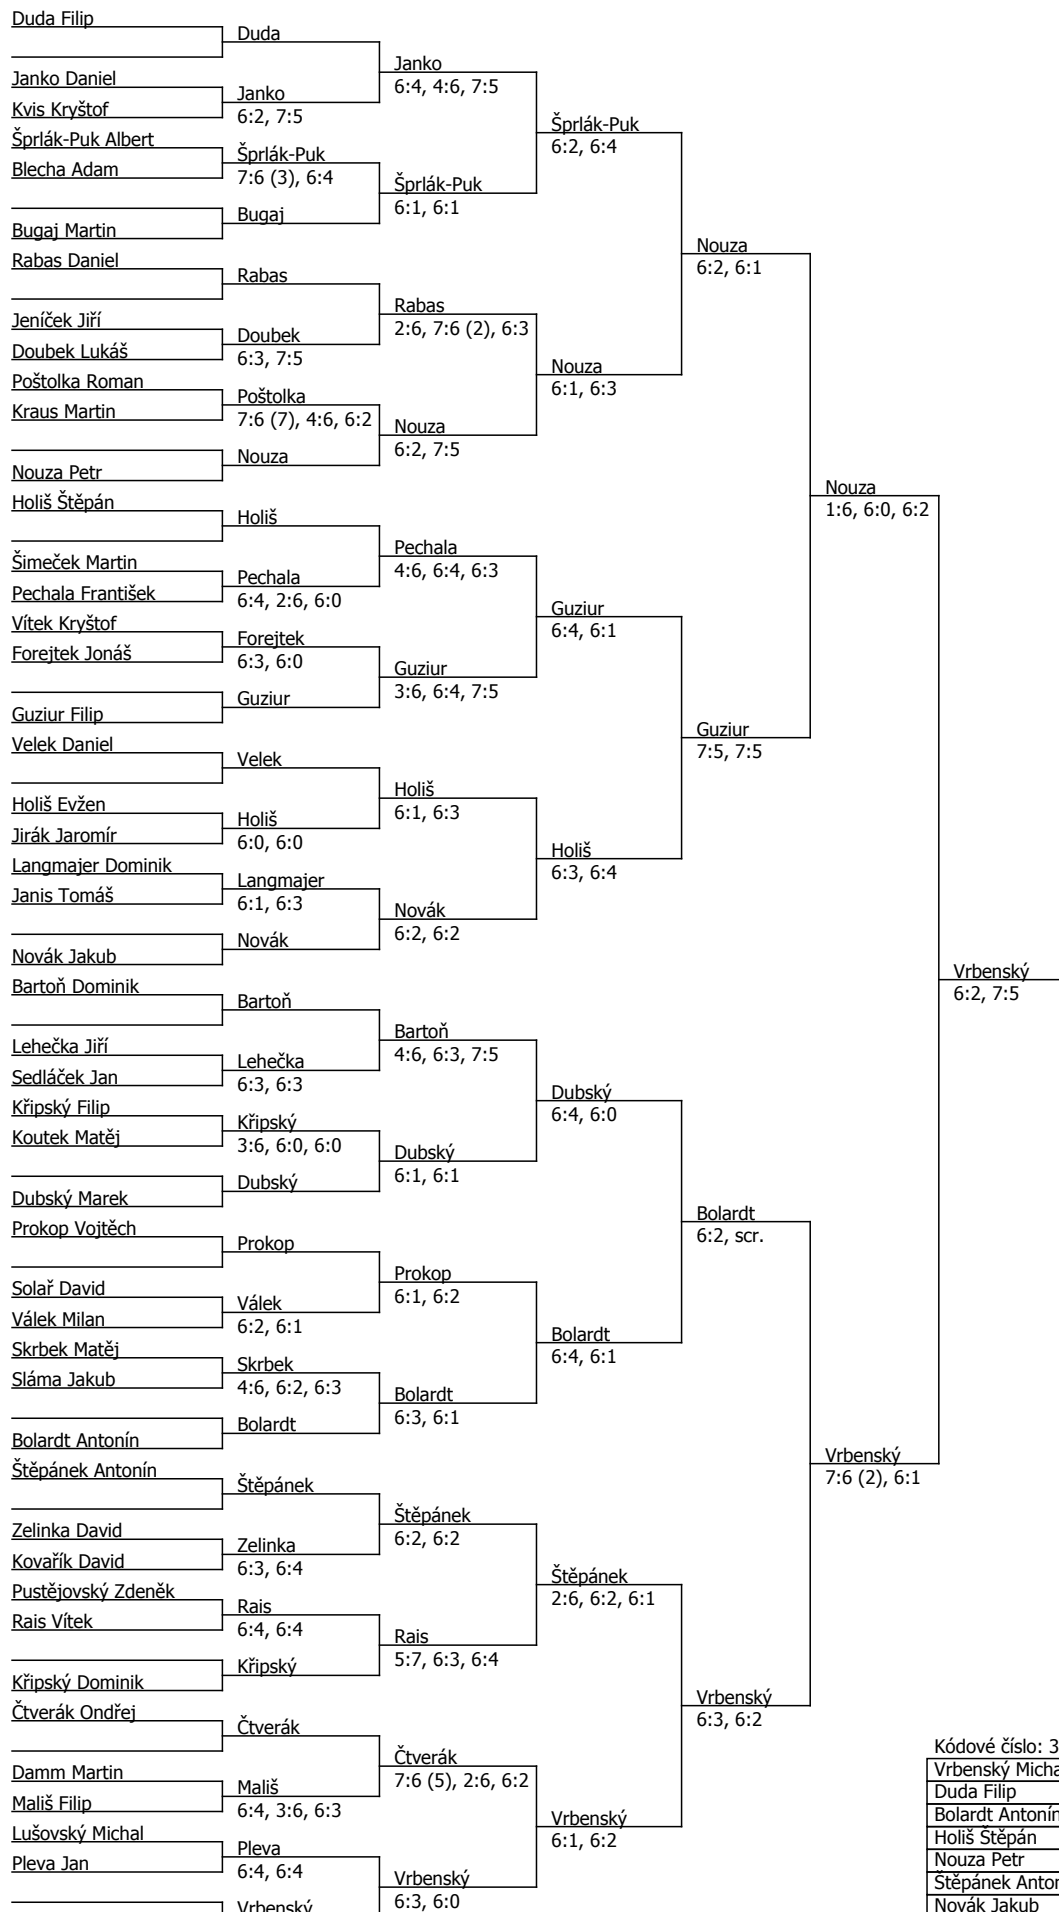 Duda Filip
Duda
Janko
6:4, 4:6, 7:5
Janko Daniel
Janko
Kvis Kryštof
6:2, 7:5
Šprlák-Puk
6:2, 6:4
Šprlák-Puk Albert
Šprlák-Puk
Blecha Adam
7:6 (3), 6:4
Šprlák-Puk
6:1, 6:1
Bugaj
Bugaj Martin
Nouza
6:2, 6:1
Rabas Daniel
Rabas
Rabas
2:6, 7:6 (2), 6:3
Jeníček Jiří
Doubek
Doubek Lukáš
6:3, 7:5
Nouza
6:1, 6:3
Poštolka Roman
Poštolka
Kraus Martin
7:6 (7), 4:6, 6:2
Nouza
6:2, 7:5
Nouza
Nouza Petr
Nouza
1:6, 6:0, 6:2
Holiš Štěpán
Holiš
Pechala
4:6, 6:4, 6:3
Šimeček Martin
Pechala
Pechala František
6:4, 2:6, 6:0
Guziur
6:4, 6:1
Vítek Kryštof
Forejtek
Forejtek Jonáš
6:3, 6:0
Guziur
3:6, 6:4, 7:5
Guziur
Guziur Filip
Guziur
7:5, 7:5
Velek Daniel
Velek
Holiš
6:1, 6:3
Holiš Evžen
Holiš
Jirák Jaromír
6:0, 6:0
Holiš
6:3, 6:4
Langmajer Dominik
Langmajer
Janis Tomáš
6:1, 6:3
Novák
6:2, 6:2
Novák
Novák Jakub
Vrbenský
6:2, 7:5
Bartoň Dominik
Bartoň
Bartoň
4:6, 6:3, 7:5
Lehečka Jiří
Lehečka
Sedláček Jan
6:3, 6:3
Dubský
6:4, 6:0
Křipský Filip
Křipský
Koutek Matěj
3:6, 6:0, 6:0
Dubský
6:1, 6:1
Dubský
Dubský Marek
Bolardt
6:2, scr.
Prokop Vojtěch
Prokop
Prokop
6:1, 6:2
Solař David
Válek
Válek Milan
6:2, 6:1
Bolardt
6:4, 6:1
Skrbek Matěj
Skrbek
Sláma Jakub
4:6, 6:2, 6:3
Bolardt
6:3, 6:1
Bolardt
Bolardt Antonín
Vrbenský
7:6 (2), 6:1
Štěpánek Antonín
Štěpánek
Štěpánek
6:2, 6:2
Zelinka David
Zelinka
Kovařík David
6:3, 6:4
Štěpánek
2:6, 6:2, 6:1
Pustějovský Zdeněk
Rais
Rais Vítek
6:4, 6:4
Rais
5:7, 6:3, 6:4
Křipský
Křipský Dominik
Vrbenský
6:3, 6:2
Čtverák Ondřej
Čtverák
Čtverák
7:6 (5), 2:6, 6:2
Damm Martin
Mališ
Mališ Filip
6:4, 3:6, 6:3
Vrbenský
6:1, 6:2
Lušovský Michal
Pleva
Pleva Jan
6:4, 6:4
Vrbenský
6:3, 6:0
Vrbenský
Kódové číslo: 3
Vrbenský Micha
Duda Filip
Bolardt Antonín
Holiš Štěpán
Nouza Petr
Štěpánek Anton
Novák Jakub